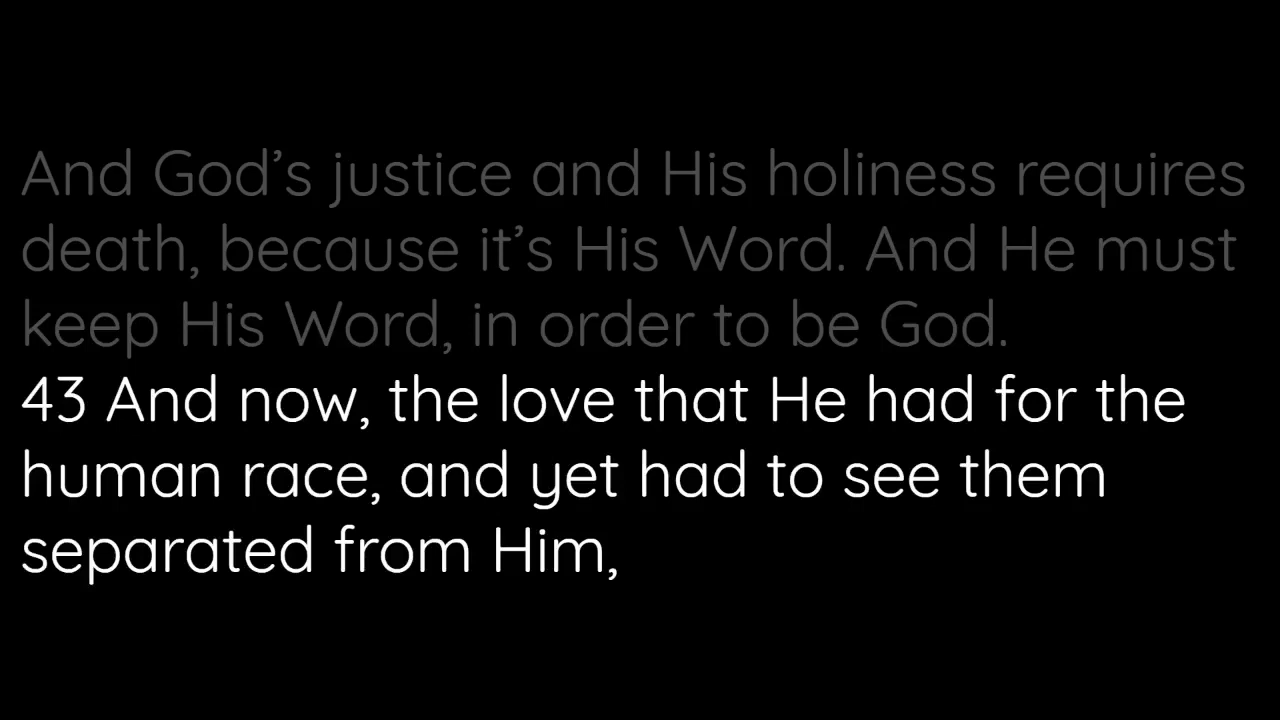 And God’s justice and His holiness requires
death, because it’s His Word. And He must
keep His Word, in order to be God.
43 And now, the love that He had for the
human race, and yet had to see them
separated from Him,